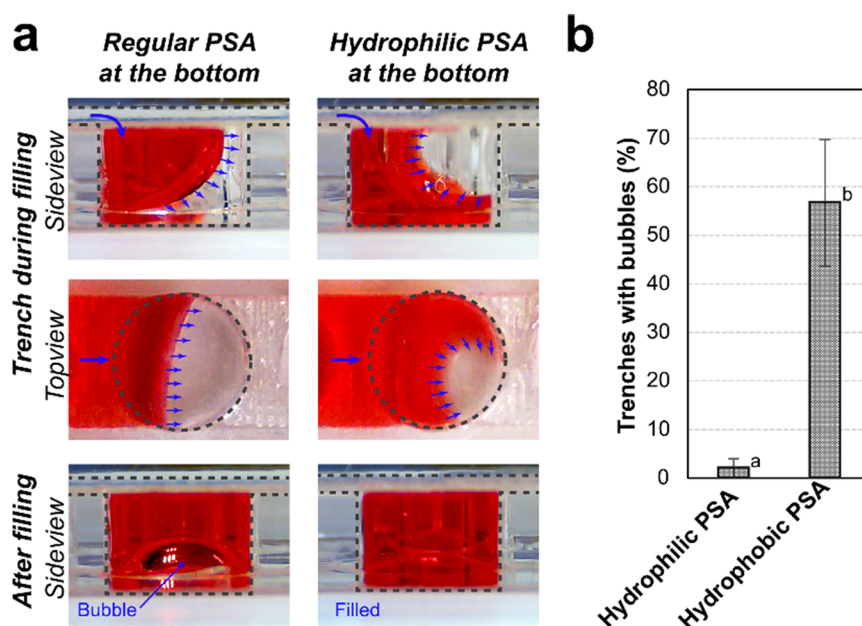 a
Regular PSA
at the bottom
Hydrophilic PSA
at the bottom
Trench during filling
Sideview
Topview
After filling
Sideview
Bubble
Filled
b
Trenches with bubbles (%)
80
70
60
50
40
30
20
10
0
a
b
Hydrophilic PSA
Hydrophobic PSA